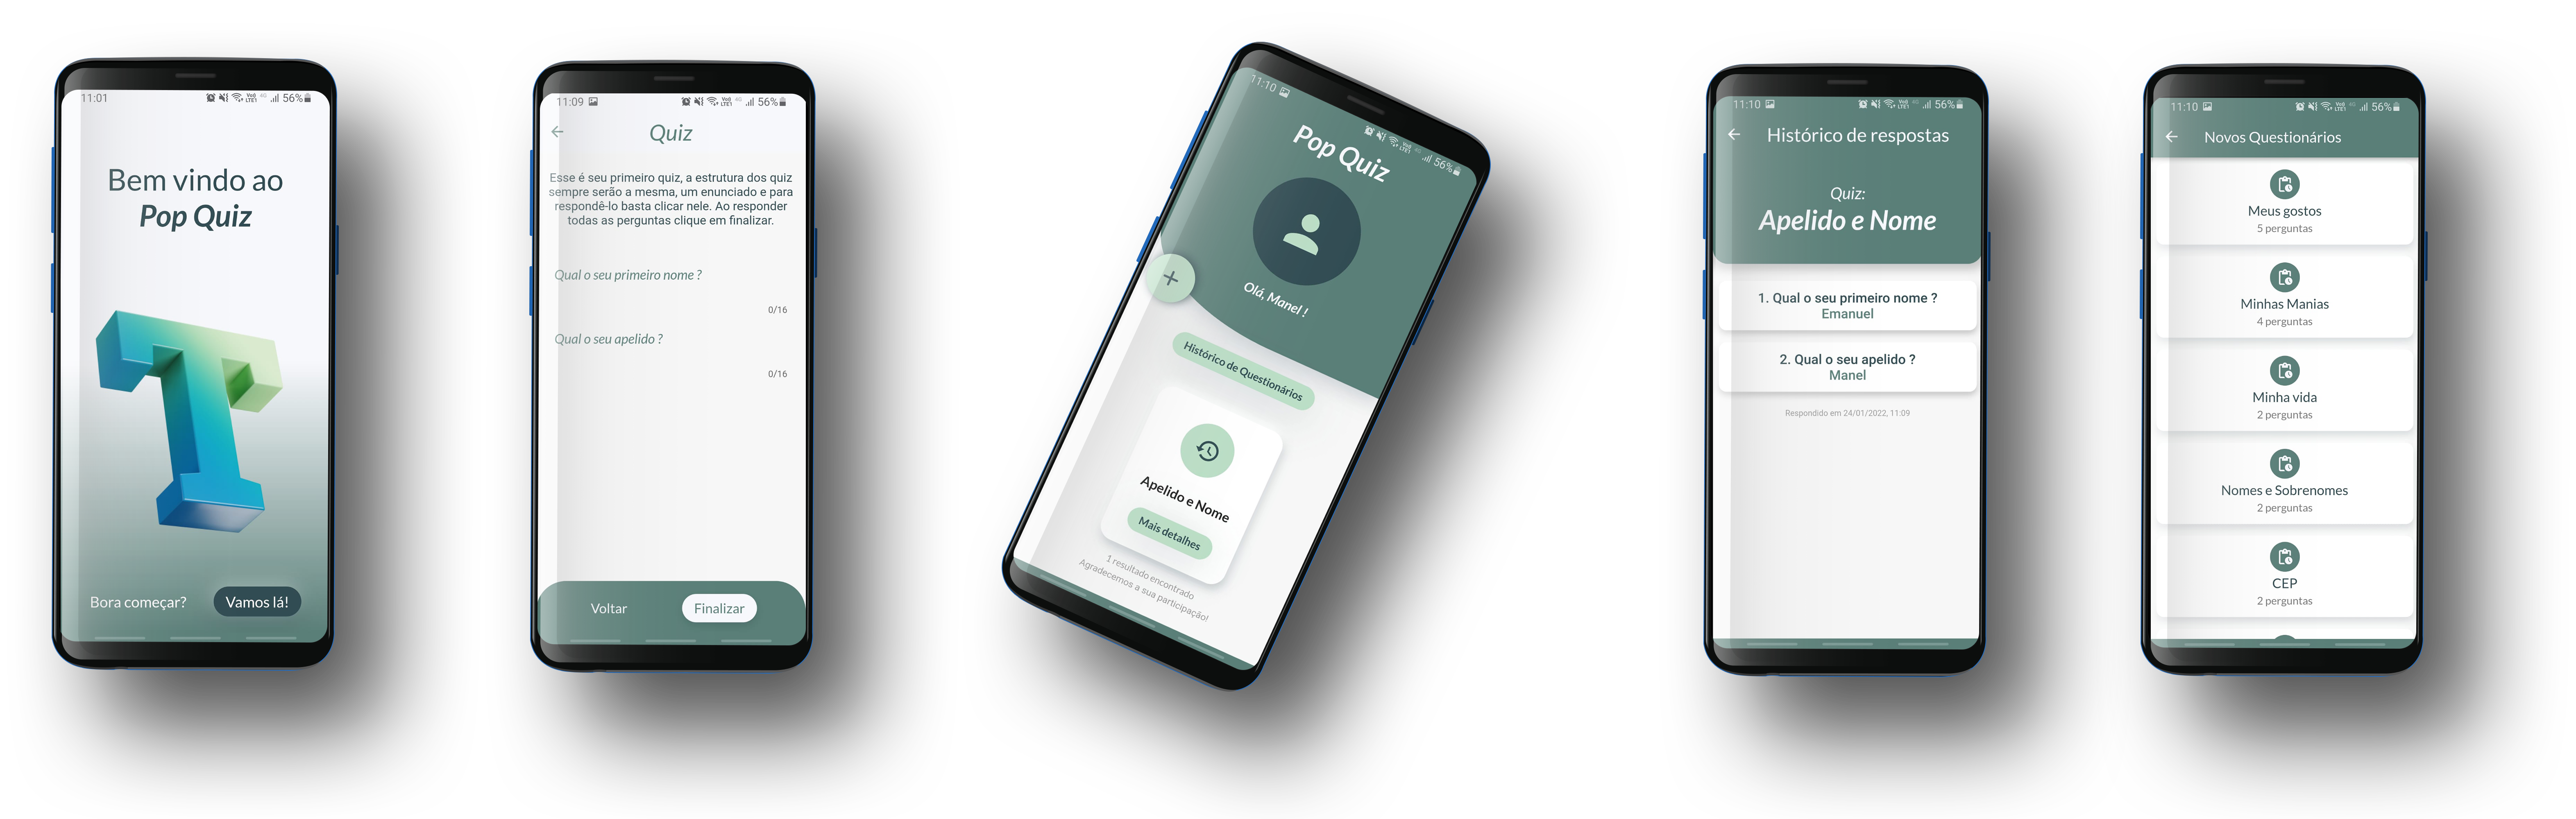 11:01
56%
Bem vindo ao
Pop Quiz
Bora começar?
Vamos lá!
11:09
56%
Quiz
Esse é seu primeiro quiz, a estrutura dos quiz
sempre serão a mesma, um enunciado e para
respondê-lo basta clicar nele. Ao responder
todas as perguntas clique em finalizar.
Qual o seu primeiro nome ?
0/16
Qual o seu apelido ?
0/16
Voltar
Finalizar
11:10
56%
Pop Quiz
Olá, Manel !
Histórico de Questionários
Apelido e Nome
Mais detalhes
1 resultado encontrado
Agradecemos a sua participação!
11:10
56%
Histórico de respostas
Quiz:
Apelido e Nome
1. Qual o seu primeiro nome ?
Emanuel
2. Qual o seu apelido ?
Manel
Respondido em 24/01/2022, 11:09
11:10
56%
Novos Questionários
Meus gostos
5 perguntas
Minhas Manias
4 perguntas
Minha vida
2 perguntas
Nomes e Sobrenomes
2 perguntas
CEP
2 perguntas